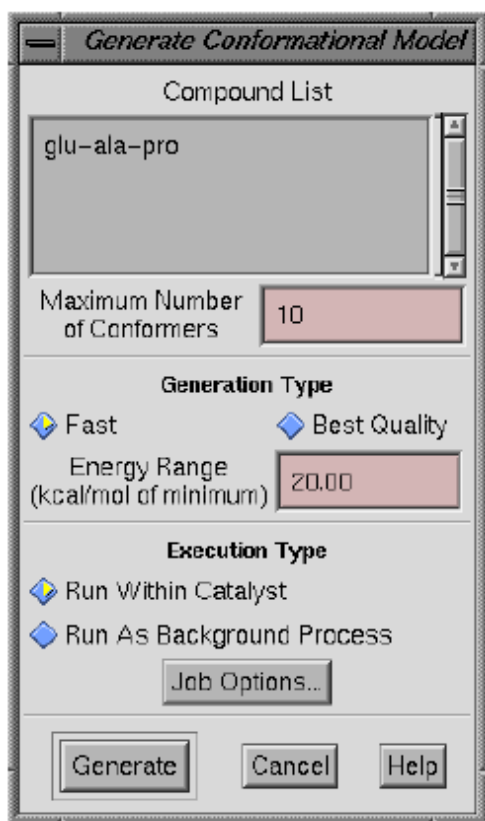 Generate Conformational Model
Compound List
glu-ala-pro
Maximum Number
of Conformers
10
Generation Type
Fast
Best Quality
Energy Range
(kcal/mol of minimum)
20.00
Execution Type
Run Within Catalyst
Run As Background Process
Job Options...
Generate
Cancel
Help